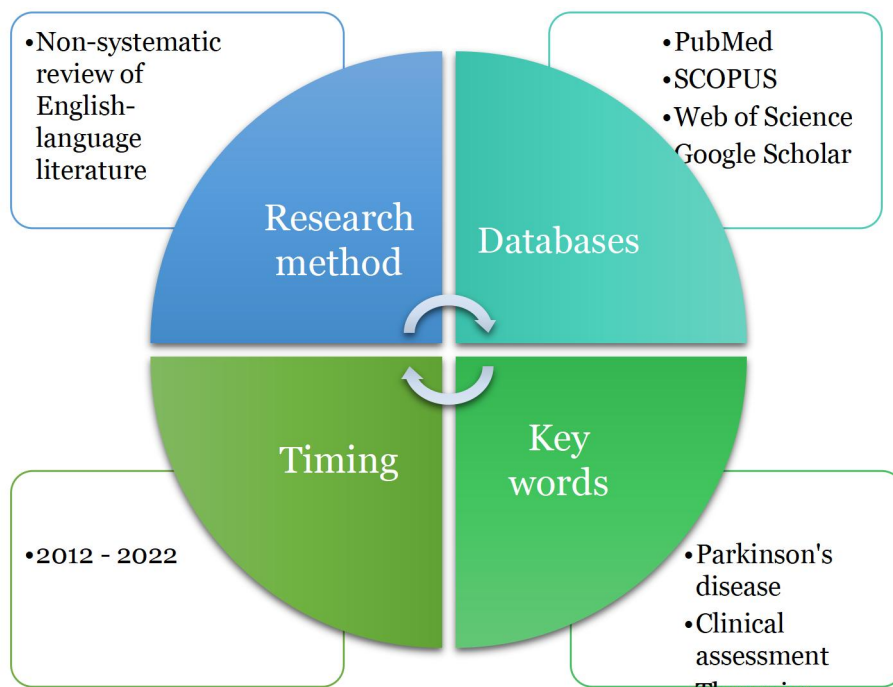 •Non-systematic
review of
English-
language
literature
•PubMed
•SCOPUS
•Web of Science
Google Scholar
Research
method
Databases
Timing
Key
words
•2012 - 2022
•Parkinson's
disease
•Clinical
assessment